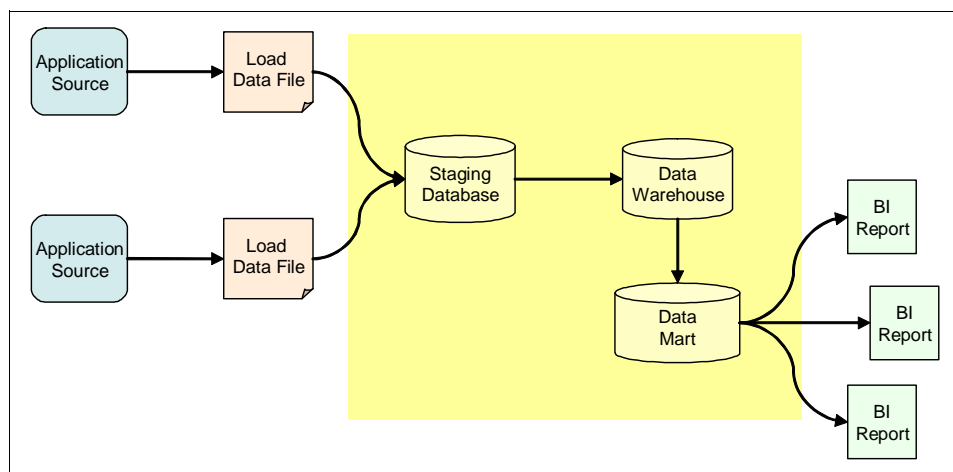 Application
Source
Load
Data File
Staging
Database
Data
Warehouse
BI
Report
Application
Source
Load
Data File
Data
Mart
BI
Report
BI
Report